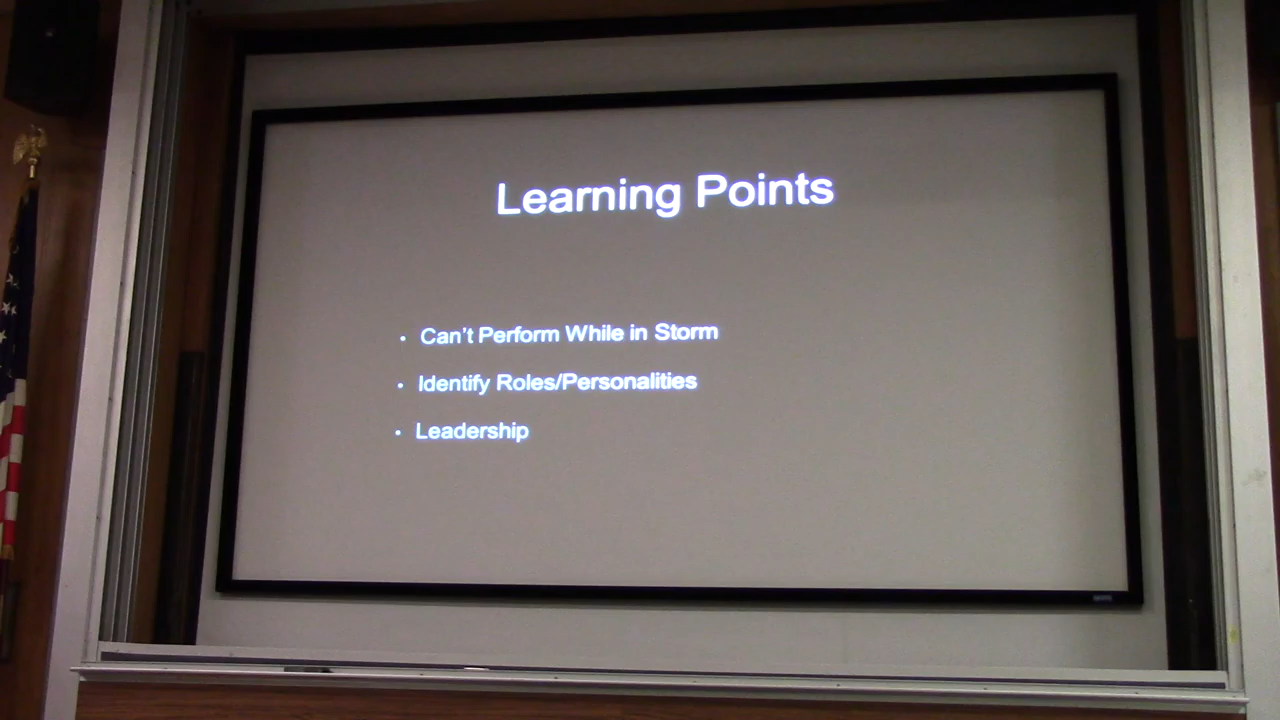 Learning Points
• Can't Perform While in Storm
• Identify Roles/Personalities
• Leadership